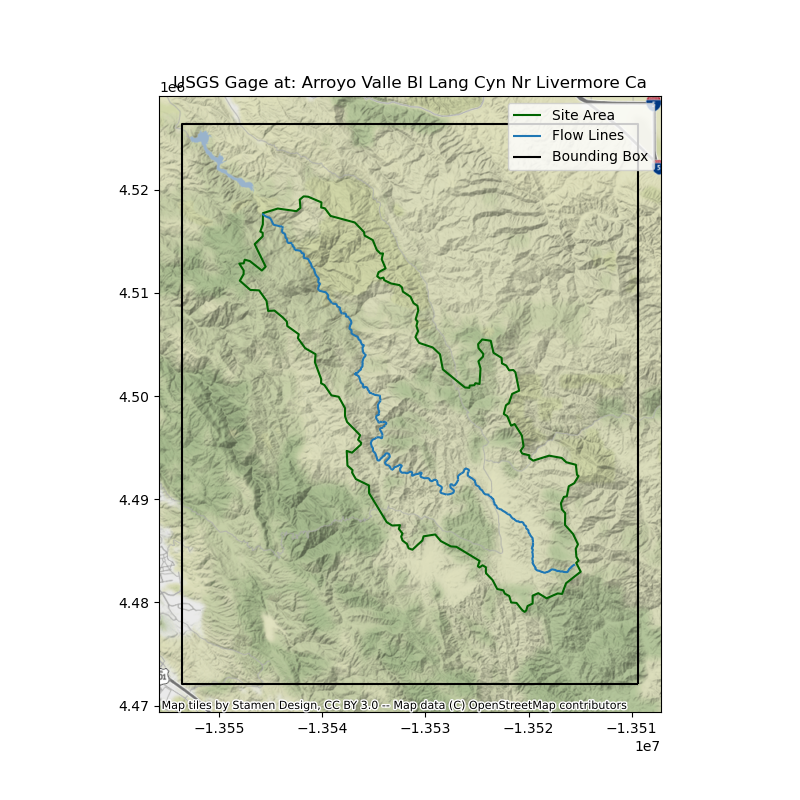 USGS Gage at: Arroyo Valle Bl Lang Cyn Nr Livermore Ca
1e6
Site Area
Flow Lines
Bounding Box
4.52
4.51
4.50
4.49
4.48
4.47
Map tiles by Stamen Design, CC BY 3.0 -- Map data (C) OpenStreetMap contributors
−1.355
−1.354
−1.353
−1.352
−1.351
1e7